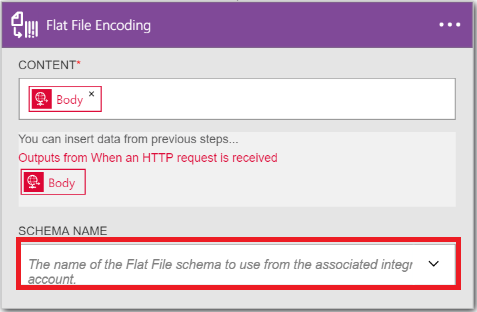 Flat File Encoding
CONTENT*
Body ×
You can insert data from previous steps...
Outputs from When an HTTP request is received
Body
SCHEMA NAME
The name of the Flat File schema to use from the associated integr
account.